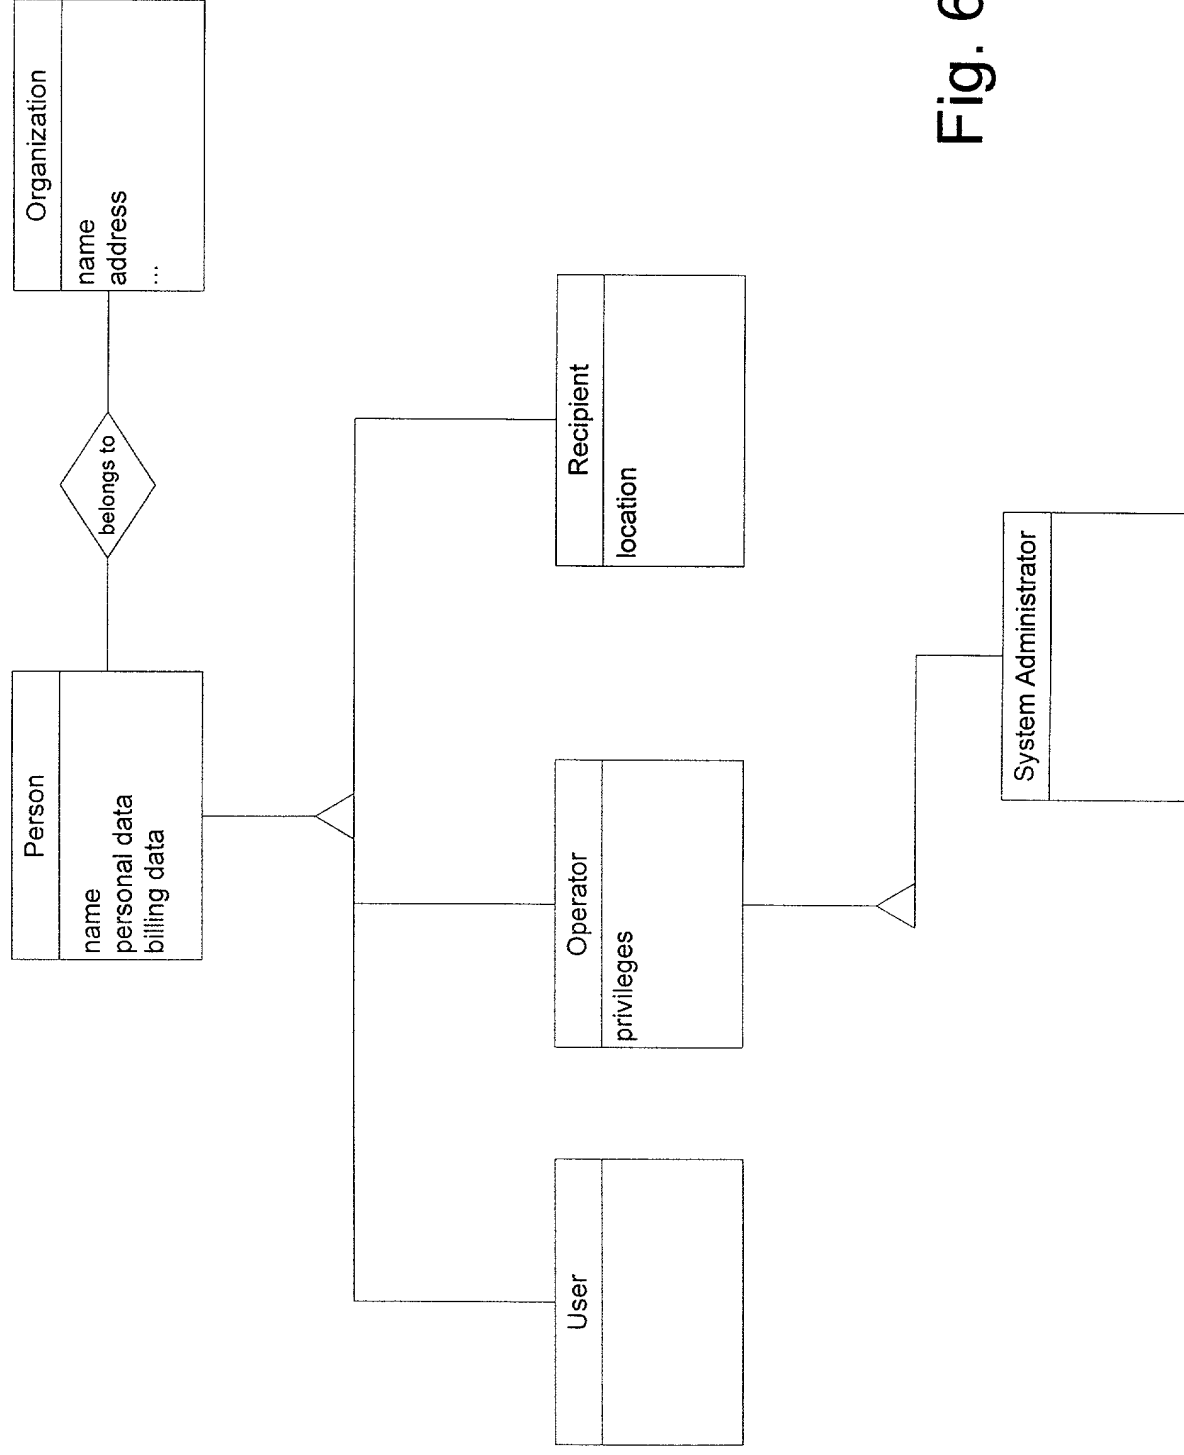 Person
name
personal data
billing data
belongs to
Organization
name
address
...
User
Operator
privileges
Recipient
location
System Administrator
Fig. 6